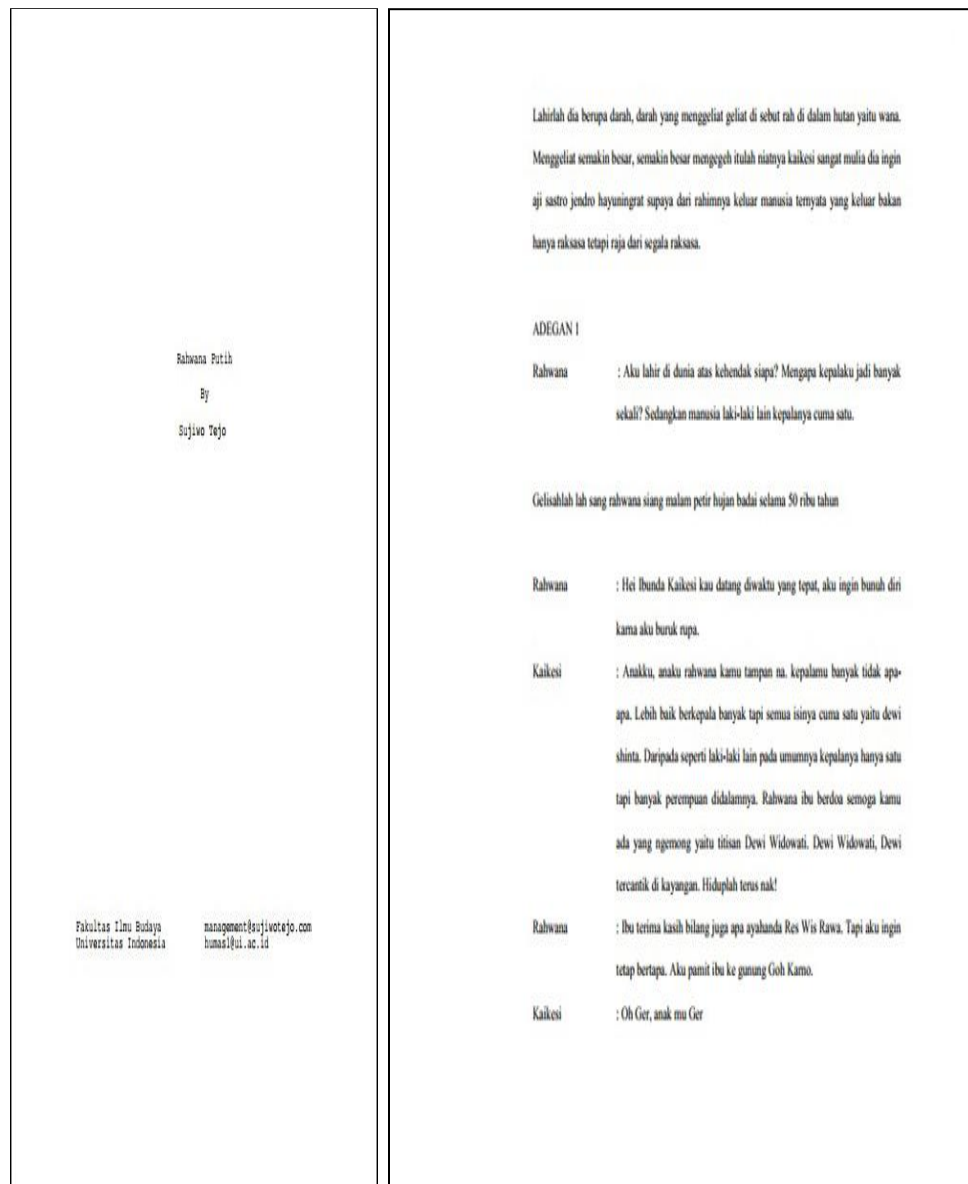 Rahwana Putih
By
Sujiwo Tejo
Fakultas Ilmu Budaya management@sujiwotejo.com
Universitas Indonesia humas1@ui.ac.id
Lahirlah dia berupa darah, darah yang menggeliat geliat di sebut rah di dalam hutan yaitu wana.
Menggeliat semakin besar, semakin besar mengegeh itulah niatnya kaikesi sangat mulia dia ingin
aji sastro jendro hayuningrat supaya dari rahimnya keluar manusia ternyata yang keluar bakan
hanya raksasa tetapi raja dari segala raksasa.
ADEGAN 1
Rahwana : Aku lahir di dunia atas kehendak siapa? Mengapa kepalaku jadi banyak
sekali? Sedangkan manusia laki-laki lain kepalanya cuma satu.
Gelisahlah lah sang rahwana siang malam petir hujan badai selama 50 ribu tahun
Rahwana : Hei Ibunda Kaikesi kau datang diwaktu yang tepat, aku ingin bunuh diri
karna aku buruk rupa.
Kaikesi : Anakku, anaku rahwana kamu tampan na. kepalamu banyak tidak apa-
apa. Lebih baik berkepala banyak tapi semua isinya cuma satu yaitu dewi
shinta. Daripada seperti laki-laki lain pada umumnya kepalanya hanya satu
tapi banyak perempuan didalamnya. Rahwana ibu berdoa semoga kamu
ada yang ngemong yaitu titisan Dewi Widowati. Dewi Widowati, Dewi
tercantik di kayangan. Hiduplah terus nak!
Rahwana : Ibu terima kasih bilang juga apa ayahanda Res Wis Rawa. Tapi aku ingin
tetap bertapa. Aku pamit ibu ke gunung Goh Karno.
Kaikesi : Oh Ger, anak mu Ger